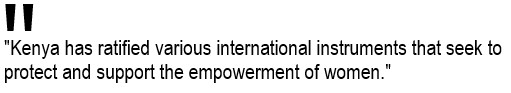 "
"Kenya has ratified various international instruments that seek to
protect and support the empowerment of women."